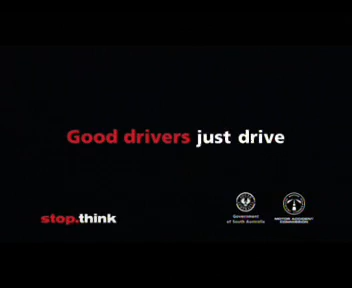 Good drivers just drive
stop.think
Government
of South Australia
MOTOR ACCIDENT
COMMISSION